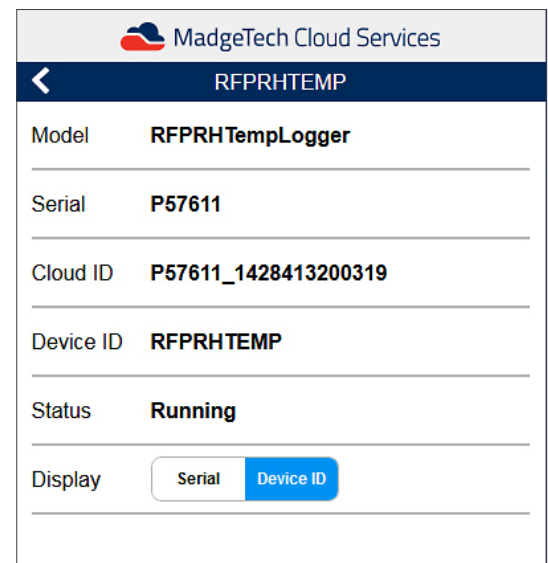 MadgeTech Cloud Services
RFPRHTEMP
Model RFPRHTempLogger
Serial P57611
Cloud ID P57611_1428413200319
Device ID RFPRHTEMP
Status Running
Display Serial Device ID